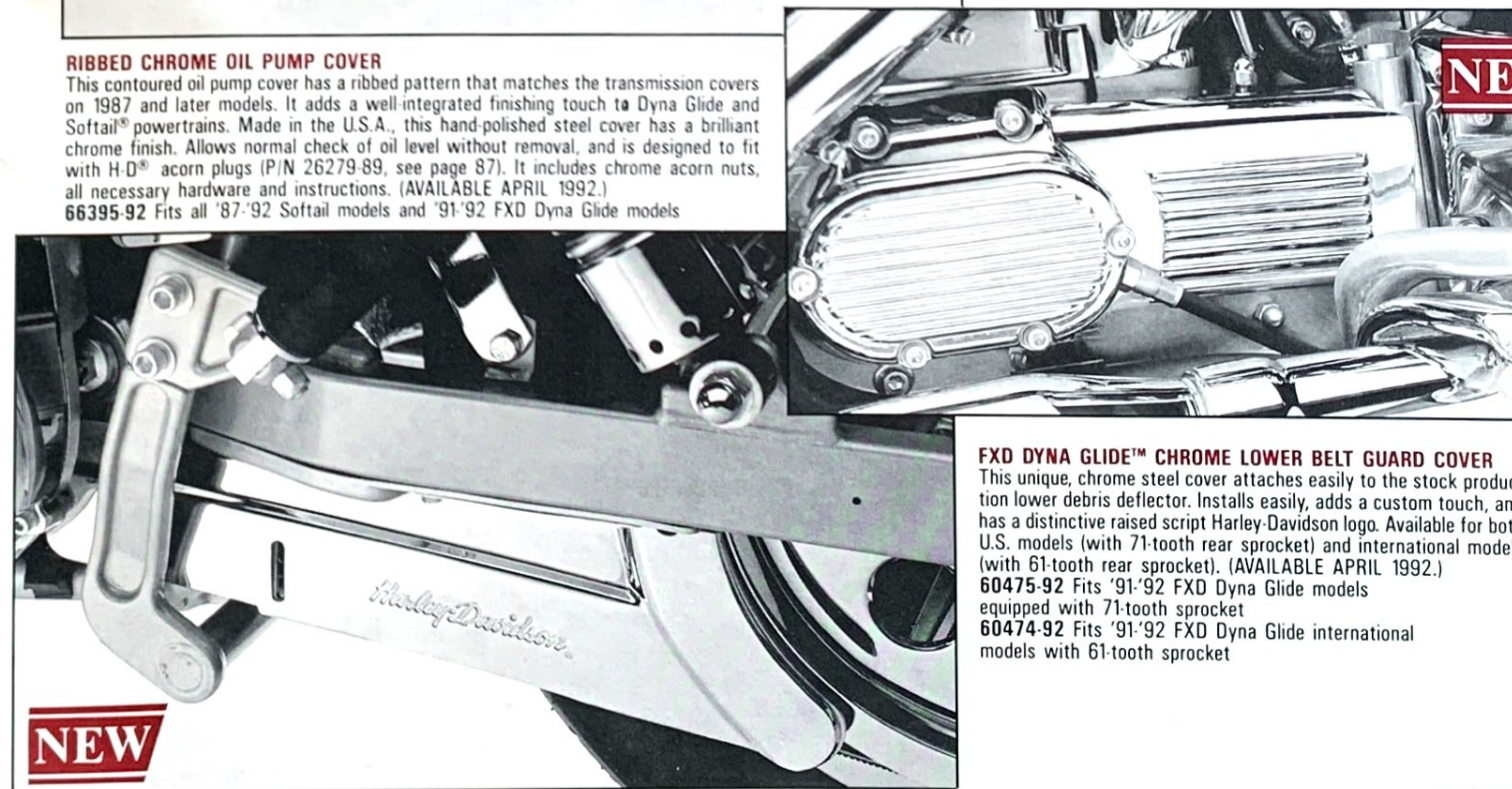 RIBBED CHROME OIL PUMP COVER
This contoured oil pump cover has a ribbed pattern that matches the transmission covers
on 1987 and later models. It adds a well-integrated finishing touch to Dyna Glide and
Softail® powertrains. Made in the U.S.A., this hand-polished steel cover has a brilliant
chrome finish. Allows normal check of oil level without removal, and is designed to fit
with H-D® acorn plugs (P/N 26279-89, see page 87). It includes chrome acorn nuts,
all necessary hardware and instructions. (AVAILABLE APRIL 1992.)
66395-92 Fits all '87-'92 Softail models and '91-'92 FXD Dyna Glide models
NE
Harley-Davidson.
NEW
FXD DYNA GLIDE™ CHROME LOWER BELT GUARD COVER
This unique, chrome steel cover attaches easily to the stock produc
tion lower debris deflector. Installs easily, adds a custom touch, an
has a distinctive raised script Harley-Davidson logo. Available for bot
U.S. models (with 71-tooth rear sprocket) and international mode
(with 61-tooth rear sprocket). (AVAILABLE APRIL 1992.)
60475-92 Fits '91-'92 FXD Dyna Glide models
equipped with 71-tooth sprocket
60474-92 Fits '91-'92 FXD Dyna Glide international
models with 61-tooth sprocket